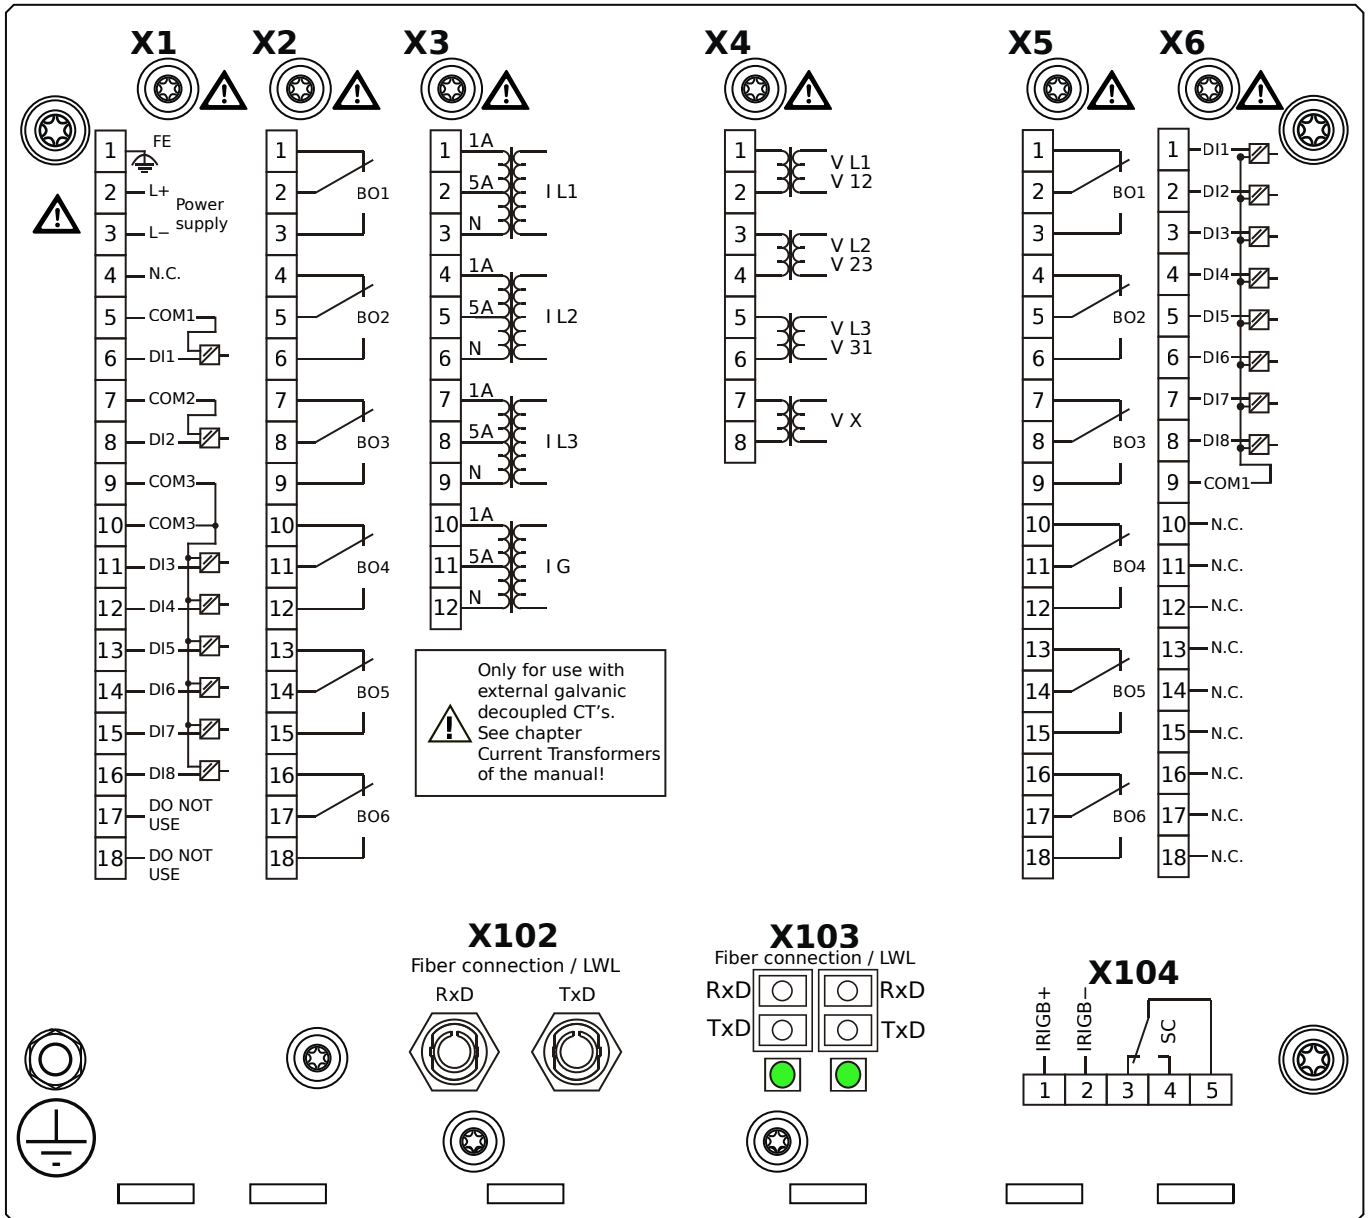 X1 X2 X3 X4 X5 X6
1 FE
2 L+
Power
supply
3 L−
4 N.C.
5 COM1
6 DI1
7 COM2
8 DI2
9 COM3
10 COM3
11 DI3
12 DI4
13 DI5
14 DI6
15 DI7
16 DI8
17 DO NOT
USE
18 DO NOT
USE
1
2 BO1
3
4
5 BO2
6
7
8 BO3
9
10
11 BO4
12
13
14 BO5
15
16
17 BO6
18
1 1A
2 5A I L1
3 N
4 1A
5 5A I L2
6 N
7 1A
8 5A I L3
9 N
10 1A
11 5A I G
12 N
Only for use with
external galvanic
decoupled CT's.
See chapter
Current Transformers
of the manual!
1 V L1
2 V 12
3 V L2
4 V 23
5 V L3
6 V 31
7 V X
8
1
2 BO1
3
4
5 BO2
6
7
8 BO3
9
10
11 BO4
12
13
14 BO5
15
16
17 BO6
18
1 DI1
2 DI2
3 DI3
4 DI4
5 DI5
6 DI6
7 DI7
8 DI8
9 COM1
10 N.C.
11 N.C.
12 N.C.
13 N.C.
14 N.C.
15 N.C.
16 N.C.
17 N.C.
18 N.C.
X102
Fiber connection / LWL
RxD TxD
X103
Fiber connection / LWL
RxD RxD
TxD TxD
X104
IRIGB+
IRIGB−
SC
1 2 3 4 5